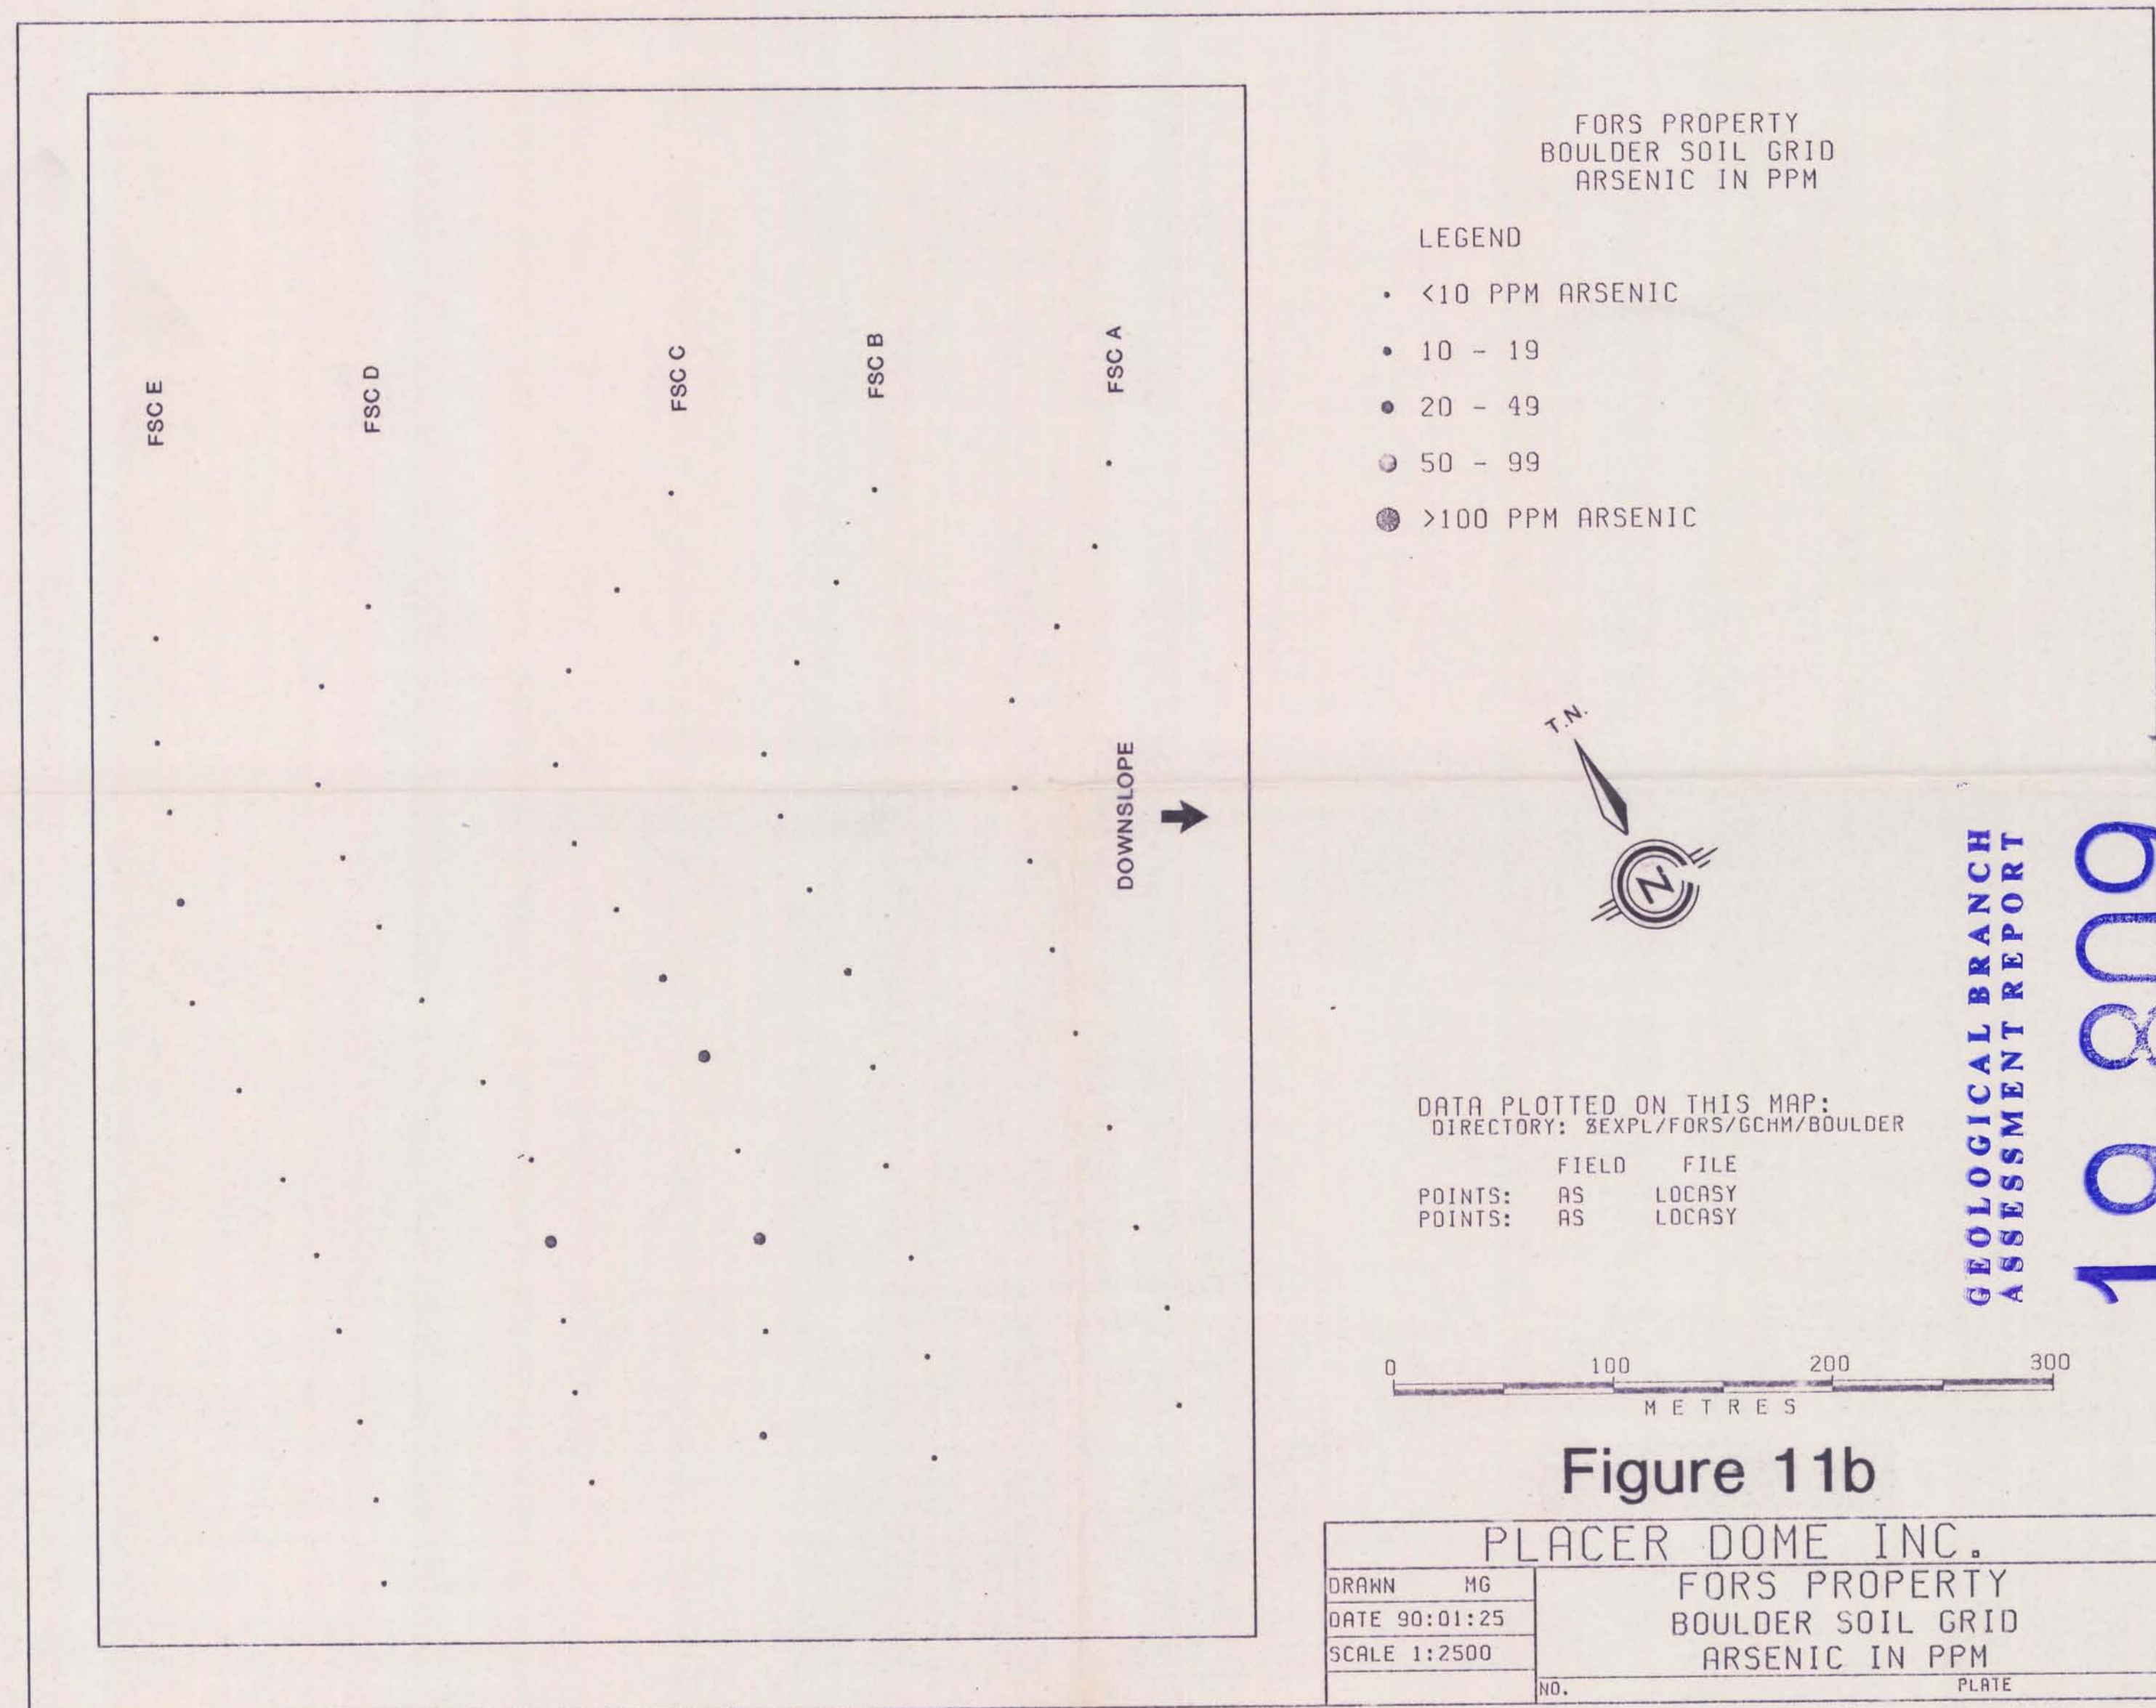 FORS PROPERTY
BOULDER SOIL GRID
ARSENIC IN PPM
LEGEND
<10 PPM ARSENIC
10 - 19
20 - 49
50 - 99
>100 PPM ARSENIC
FSC E
FSC D
FSC C
FSC B
FSC A
DOWNSLOPE
T.N.
N
GEOLOGICAL BRANCH
ASSESSMENT REPORT
19 809
DATA PLOTTED ON THIS MAP:
DIRECTORY: %EXPL/FORS/GCHM/BOULDER
FIELD FILE
POINTS: AS LOCASY
POINTS: AS LOCASY
0 100 200 300
METRES
Figure 11b
PLACER DOME INC.
DRAWN MG
DATE 90:01:25
SCALE 1:2500
FORS PROPERTY
BOULDER SOIL GRID
ARSENIC IN PPM
NO. PLATE